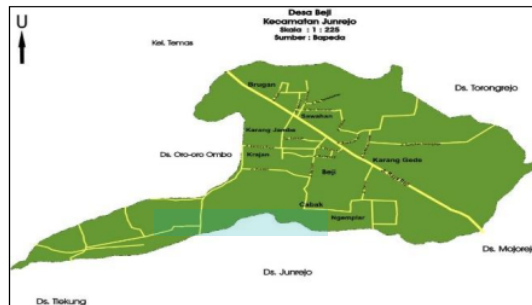 Desa Beji
Kecamatan Junrejo
Skala : 1 : 225
Sumber : Bapeda
U
Kel. Temas
Ds. Torongrejo
Brugan
Sawahan
Karang Jambe
Ds. Oro-oro Ombo
Krajan
Karang Gede
Beji
Cabak
Ngemplar
Ds. Mojorejo
Ds. Junrejo
Ds. Tlekung